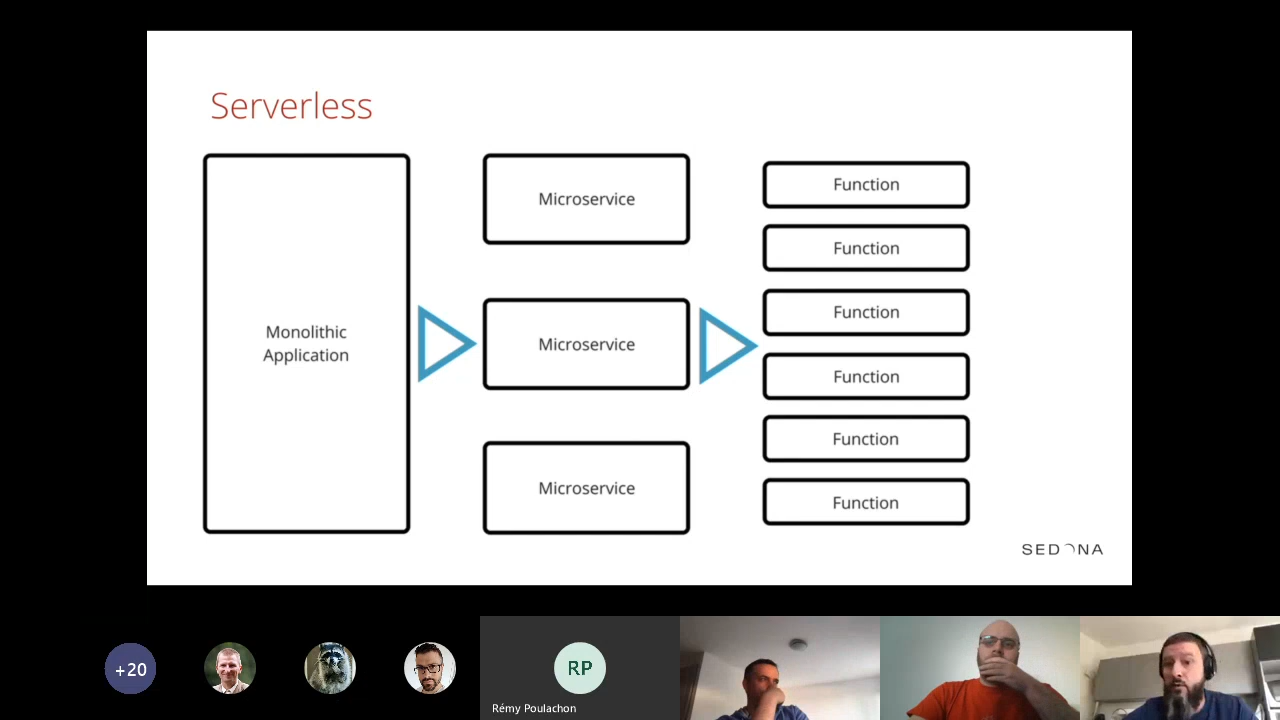 Serverless
Monolithic
Application
Microservice
Microservice
Microservice
Function
Function
Function
Function
Function
Function
SEDONA
+20
RP
Rémy Poulachon